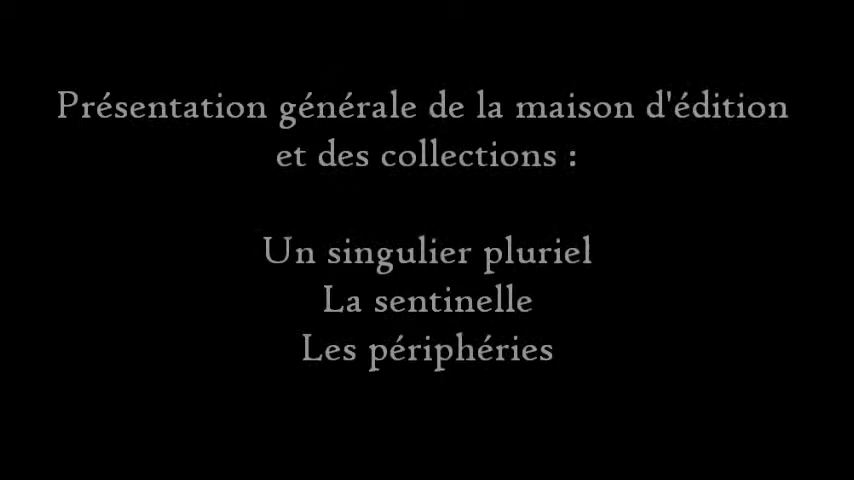 Présentation générale de la maison d'édition
et des collections :
Un singulier pluriel
La sentinelle
Les périphéries